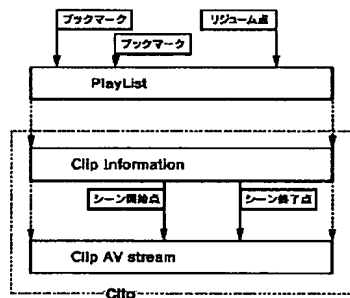 ブックマーク
リジューム点
ブックマーク
PlayList
Clip Information
シーン開始点
シーン終了点
Clip AV stream
Clip